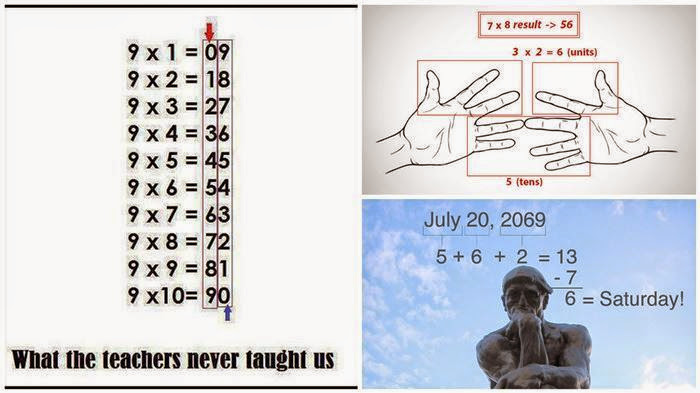 9 x 1 = 09
9 x 2 = 18
9 x 3 = 27
9 x 4 = 36
9 x 5 = 45
9 x 6 = 54
9 x 7 = 63
9 x 8 = 72
9 x 9 = 81
9 x10= 90
What the teachers never taught us
7 x 8 result -> 56
3 x 2 = 6 (units)
5 (tens)
July 20, 2069
5 + 6 + 2 = 13
- 7
6 = Saturday!